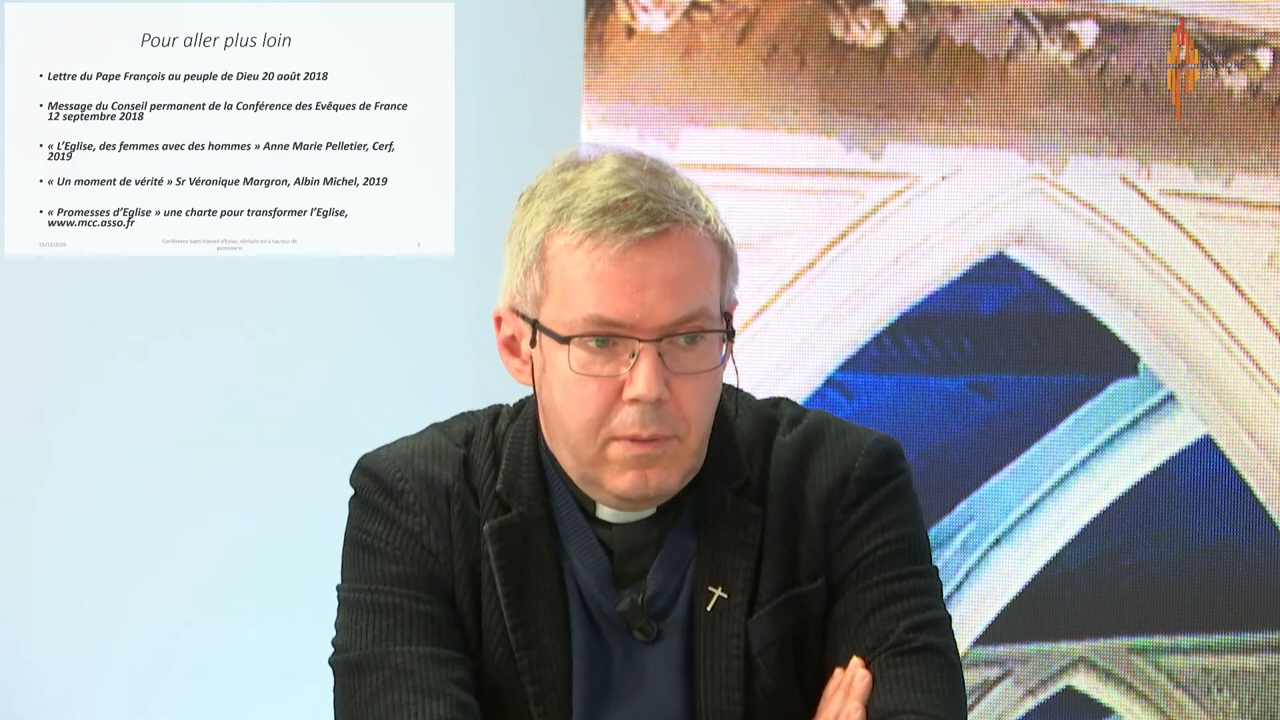 Pour aller plus loin
• Lettre du Pape François au peuple de Dieu 20 août 2018
• Message du Conseil permanent de la Conférence des Evêques de France
12 septembre 2018
• « L'Eglise, des femmes avec des hommes » Anne Marie Pelletier, Cerf,
2019
• « Un moment de vérité » Sr Véronique Margron, Albin Michel, 2019
• « Promesses d'Eglise » une charte pour transformer l'Eglise,
www.mcc.asso.fr
HONORÉ